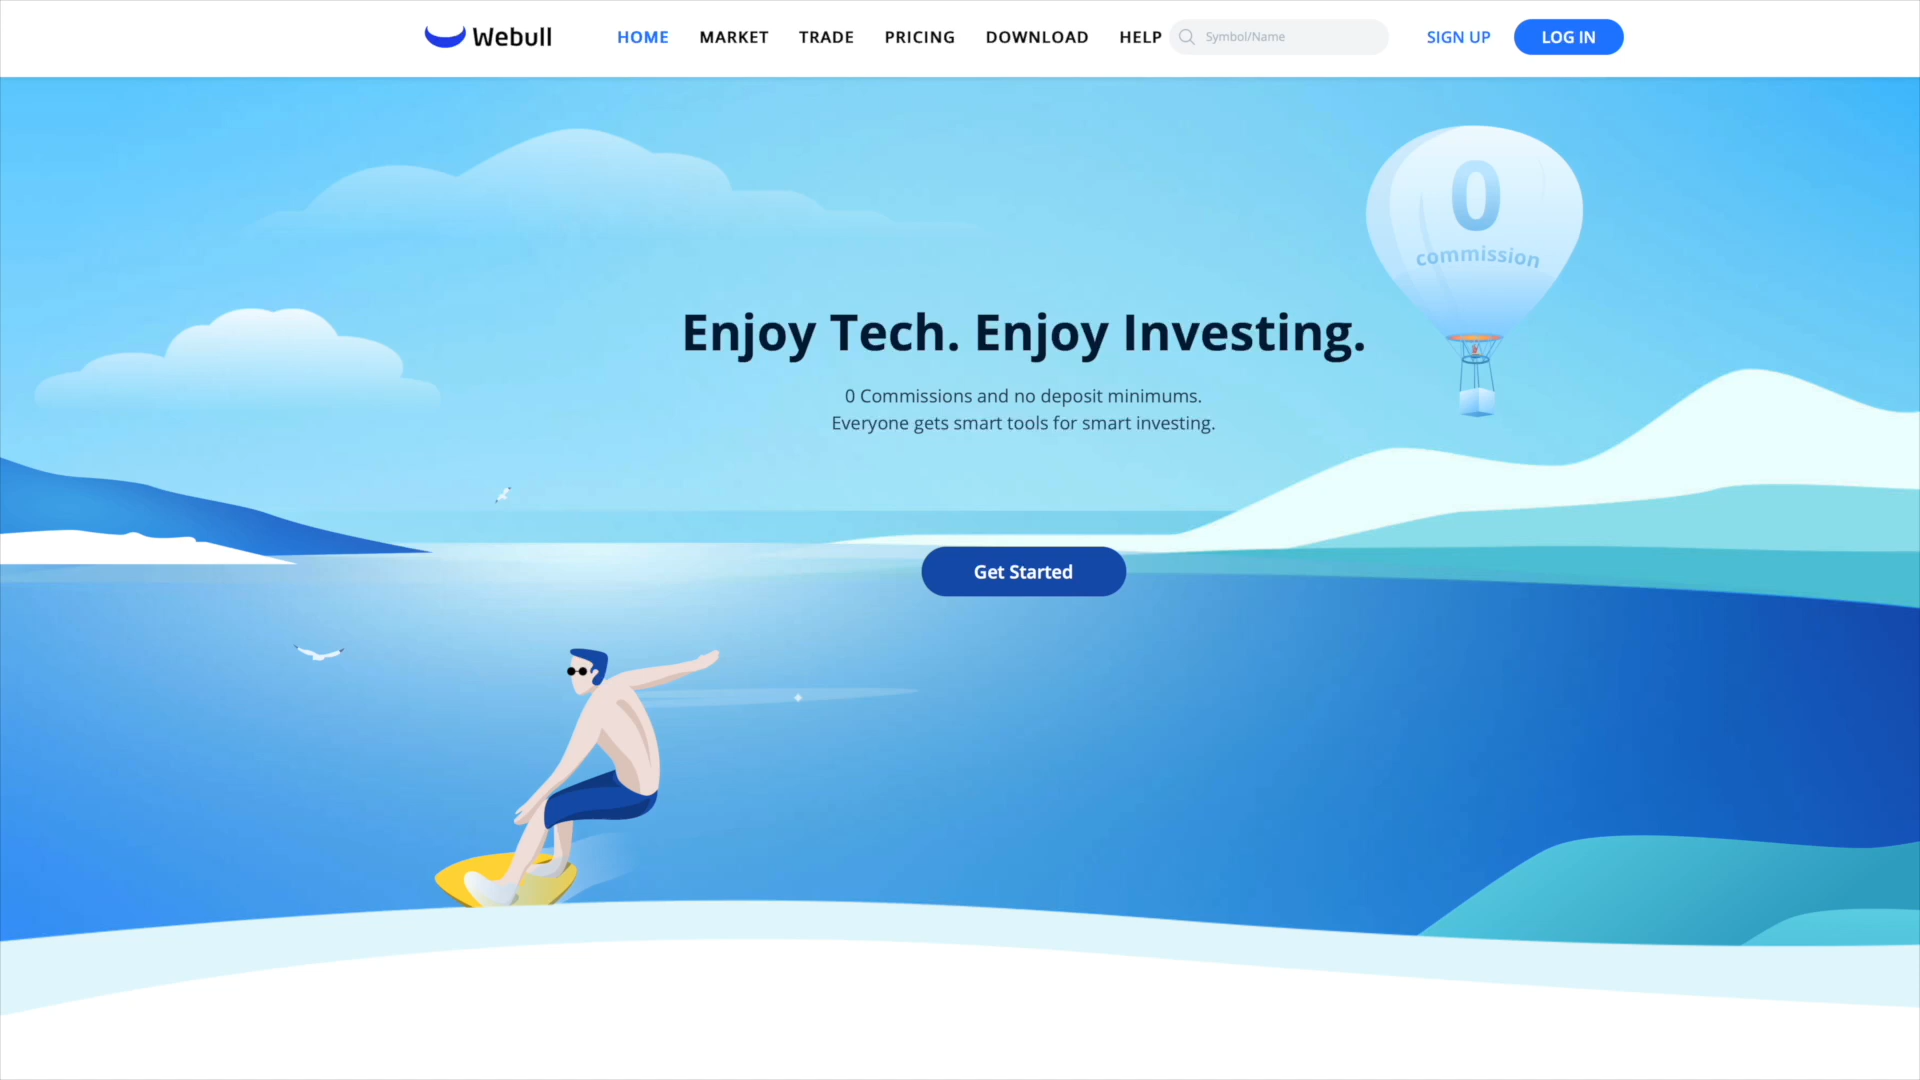 Webull
HOME
MARKET
TRADE
PRICING
DOWNLOAD
HELP
Symbol/Name
SIGN UP
LOG IN
0
commission
Enjoy Tech. Enjoy Investing.
0 Commissions and no deposit minimums.
Everyone gets smart tools for smart investing.
Get Started